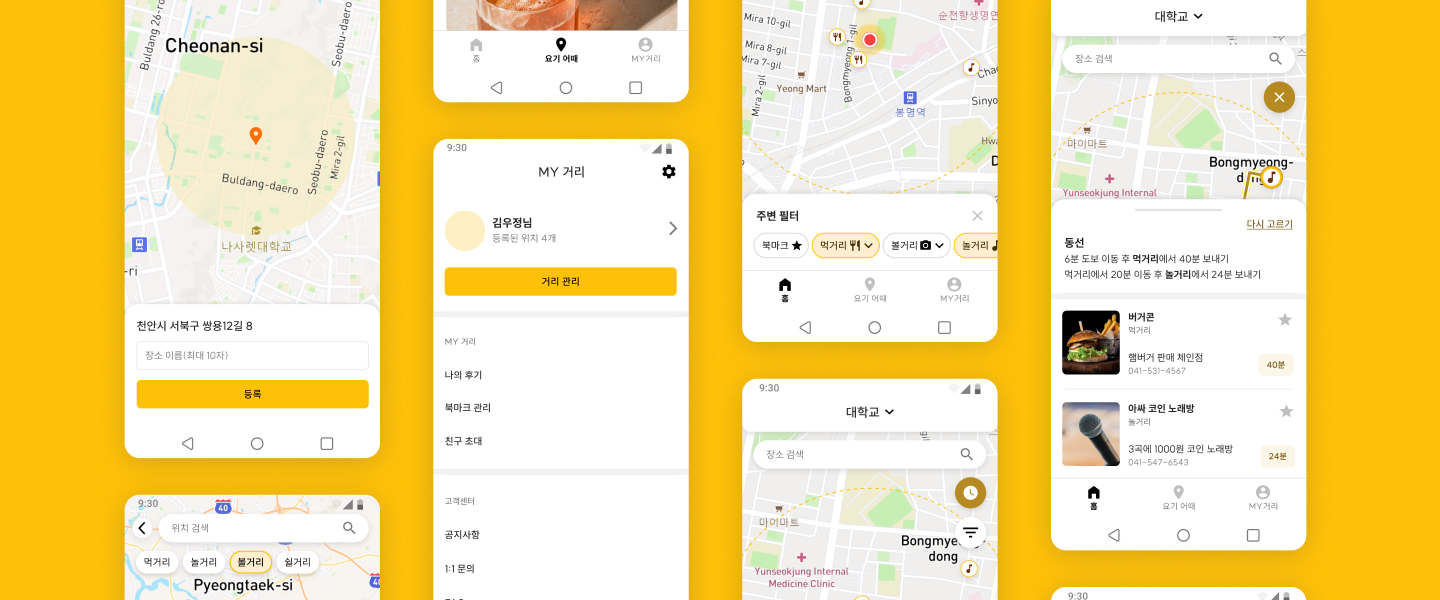 Buldang 26-
Seobu-daero
Cheonan-si
Buldang-daero
Seobu-daero
Mira 2-gil
나사렛대학교
-ri
천안시 서북구 쌍용12길 8
장소 이름(최대 10자)
등록
9:30
40
위치 검색
먹거리
놀거리
볼거리
쉴거리
Pyeongtaek-si
홈
요기 어때
MY거리
9:30
MY 거리
김우정님
등록된 위치 4개
거리 관리
MY 거리
나의 후기
북마크 관리
친구 초대
고객센터
공지사항
1:1 문의
Mira 10-gil
순천향생명연
Mira 8-gil
Mira 7-gil
Bongmyeong 1-gil
Yeong Mart
Mira 2-gil
봉명역
Sinyo
주변 필터
북마크
먹거리
볼거리
놀거리
홈
요기 어때
MY거리
9:30
대학교
장소 검색
마이마트
Bongmye
dong
Yunseokjung Internal
Medicine Clinic
대학교
장소 검색
마이마트
Bongmyeong-
Yunseokjung Internal
다시 고르기
동선
6분 도보 이동 후 먹거리에서 40분 보내기
먹거리에서 20분 이동 후 놀거리에서 24분 보내기
버거콘
먹거리
햄버거 판매 체인점
041-531-4567
40분
아싸 코인 노래방
놀거리
3곡에 1000원 코인 노래방
041-547-6543
24분
홈
요기 어때
MY거리
9:30